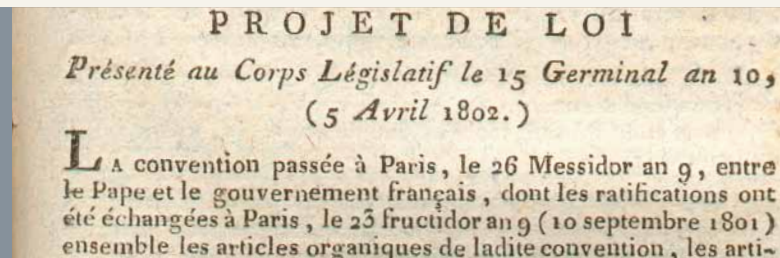 PROJET DE LOI
Présenté au Corps Législatif le 15 Germinal an 10,
(5 Avril 1802.)
LA convention passée à Paris, le 26 Messidor an 9, entre
le Pape et le gouvernement français, dont les ratifications ont
été échangées à Paris, le 23 fructidor an 9 (10 septembre 1801)
ensemble les articles organiques de ladite convention, les arti-